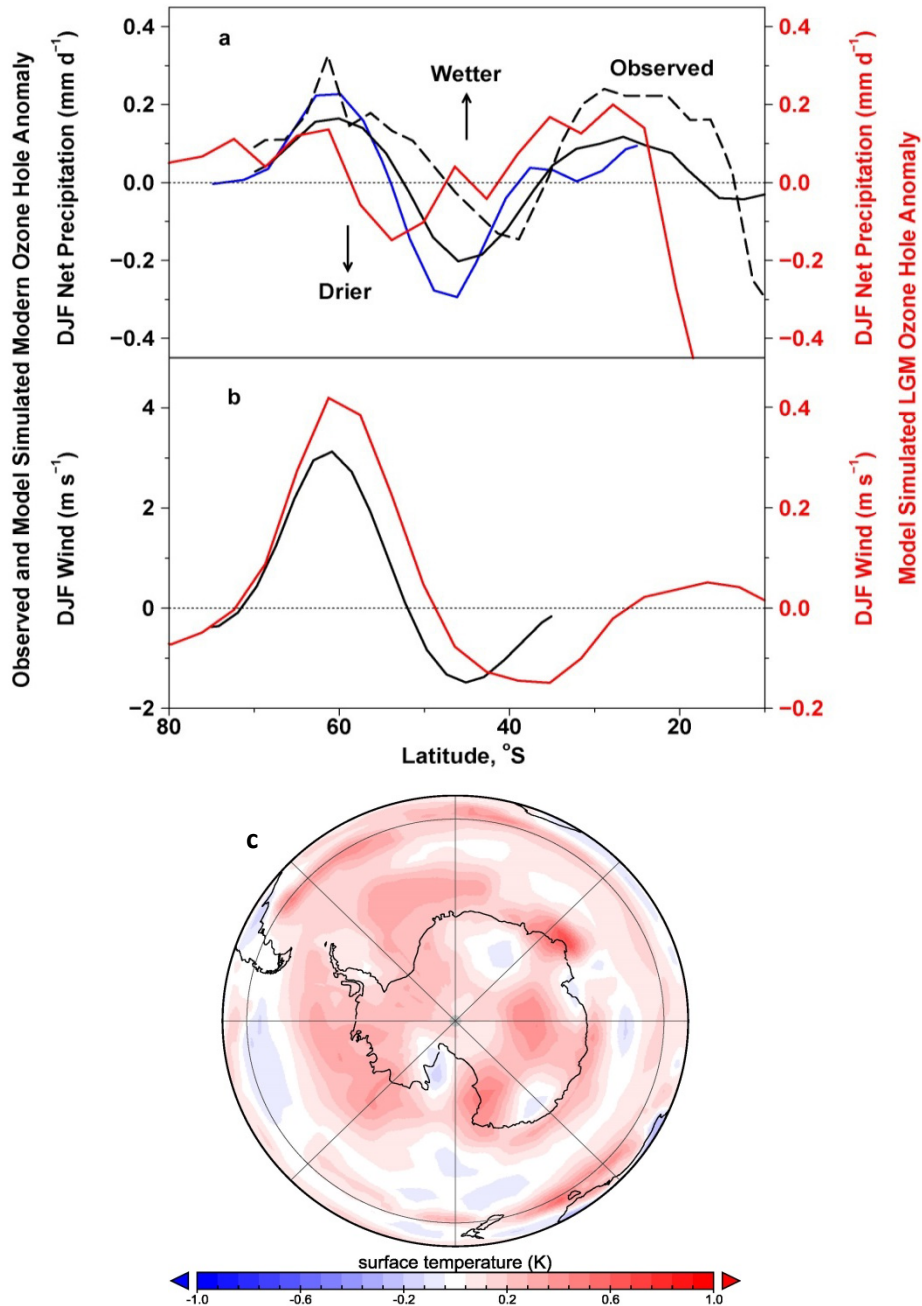 Observed and Model Simulated Modern Ozone Hole Anomaly
DJF Net Precipitation (mm d⁻¹)
0.4
0.2
0.0
−0.2
−0.4
a
Wetter
Observed
Drier
0.4
0.2
0.0
−0.2
−0.4
DJF Net Precipitation (mm d⁻¹)
Model Simulated LGM Ozone Hole Anomaly
DJF Wind (m s⁻¹)
4
2
0
−2
b
0.4
0.2
0.0
−0.2
DJF Wind (m s⁻¹)
80 60 40 20
Latitude, °S
c
surface temperature (K)
-1.0 -0.6 -0.2 0.2 0.6 1.0